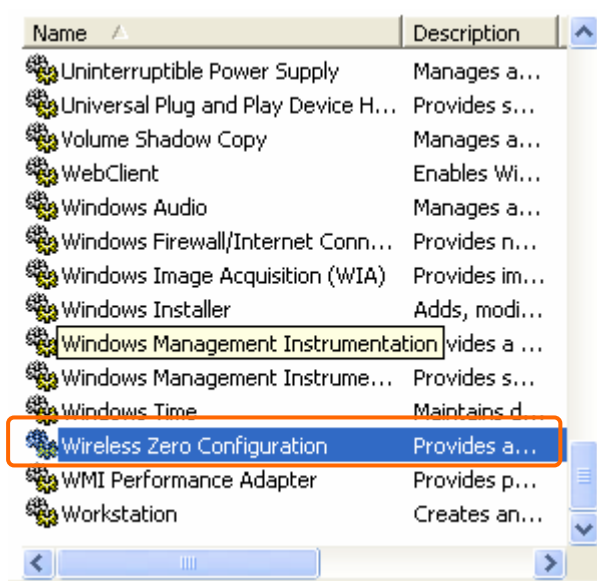 Name Description
Uninterruptible Power Supply Manages a...
Universal Plug and Play Device H... Provides s...
Volume Shadow Copy Manages a...
WebClient Enables Wi...
Windows Audio Manages a...
Windows Firewall/Internet Conn... Provides n...
Windows Image Acquisition (WIA) Provides im...
Windows Installer Adds, modi...
Windows Management Instrumentation vides a ...
Windows Management Instrume... Provides s...
Windows Time Maintains d...
Wireless Zero Configuration Provides a...
WMI Performance Adapter Provides p...
Workstation Creates an...